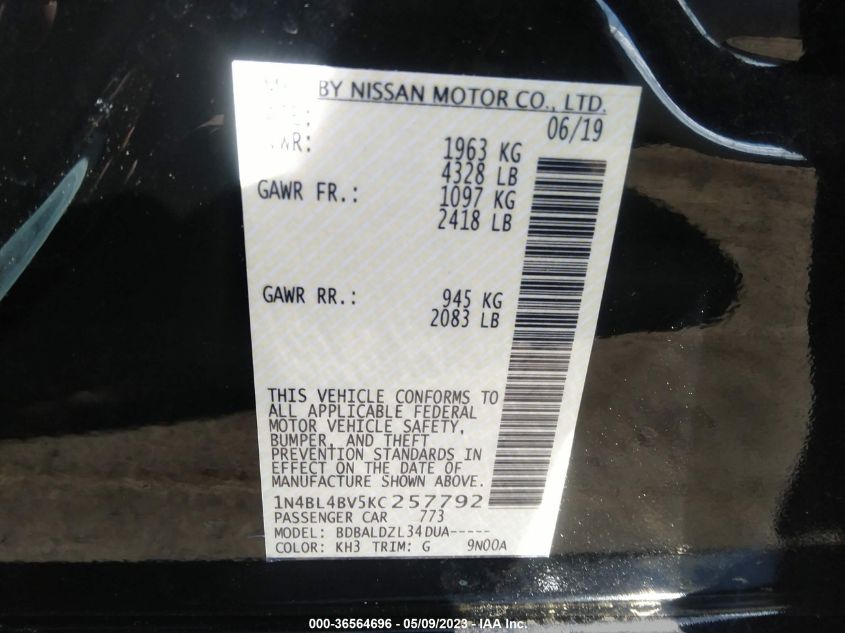 BY NISSAN MOTOR CO., LTD.
06/19
1963 KG
4328 LB
GAWR FR.: 1097 KG
2418 LB
GAWR RR.: 945 KG
2083 LB
THIS VEHICLE CONFORMS TO
ALL APPLICABLE FEDERAL
MOTOR VEHICLE SAFETY,
BUMPER, AND THEFT
PREVENTION STANDARDS IN
EFFECT ON THE DATE OF
MANUFACTURE SHOWN ABOVE.
1N4BL4BV5KC257792
PASSENGER CAR 773
MODEL: BDBALDZL34DUA-----
COLOR: KH3 TRIM: G 9N00A
000-36564696 - 05/09/2023 - IAA Inc.